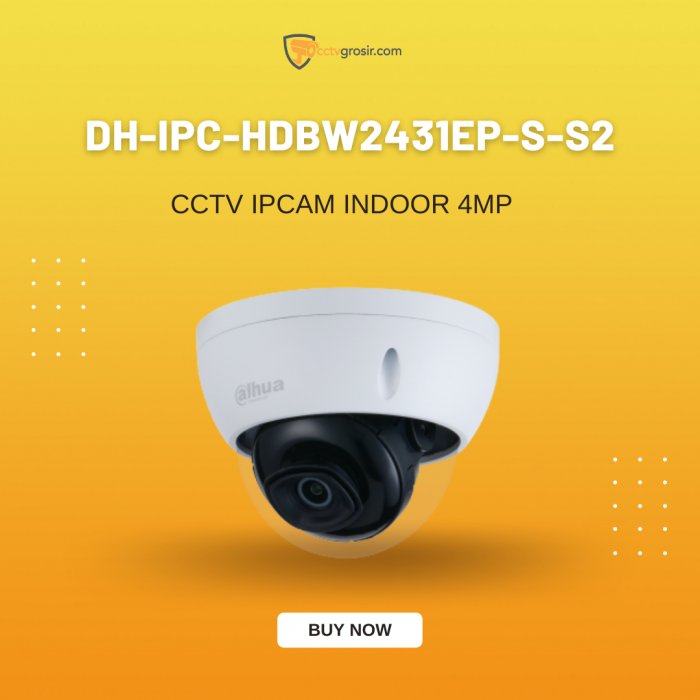 cctvgrosir.com
DH-IPC-HDBW2431EP-S-S2
CCTV IPCAM INDOOR 4MP
alhua
BUY NOW